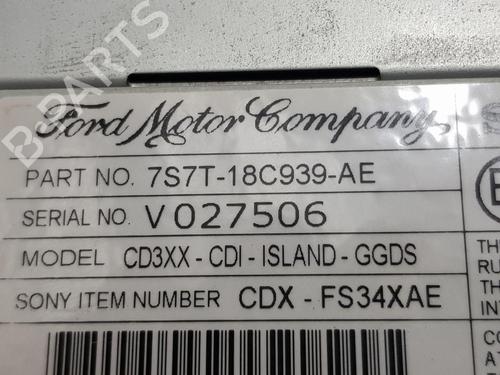 B-PARTS
Ford Motor Company
PART NO. 7S7T-18C939-AE
SERIAL NO. V 027506
MODEL CD3XX - CDI - ISLAND - GGDS
SONY ITEM NUMBER CDX - FS34XAE